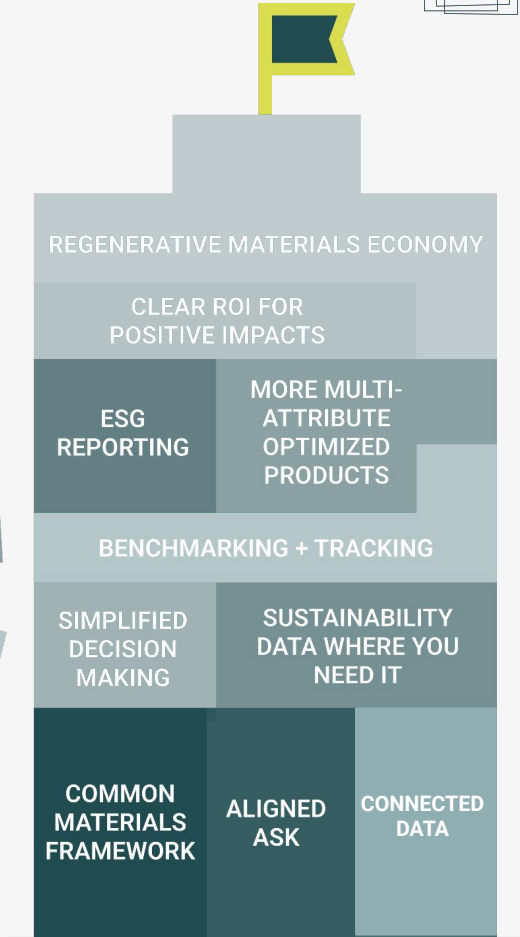 REGENERATIVE MATERIALS ECONOMY
CLEAR ROI FOR
POSITIVE IMPACTS
ESG
REPORTING
MORE MULTI-
ATTRIBUTE
OPTIMIZED
PRODUCTS
BENCHMARKING + TRACKING
SIMPLIFIED
DECISION
MAKING
SUSTAINABILITY
DATA WHERE YOU
NEED IT
COMMON
MATERIALS
FRAMEWORK
ALIGNED
ASK
CONNECTED
DATA